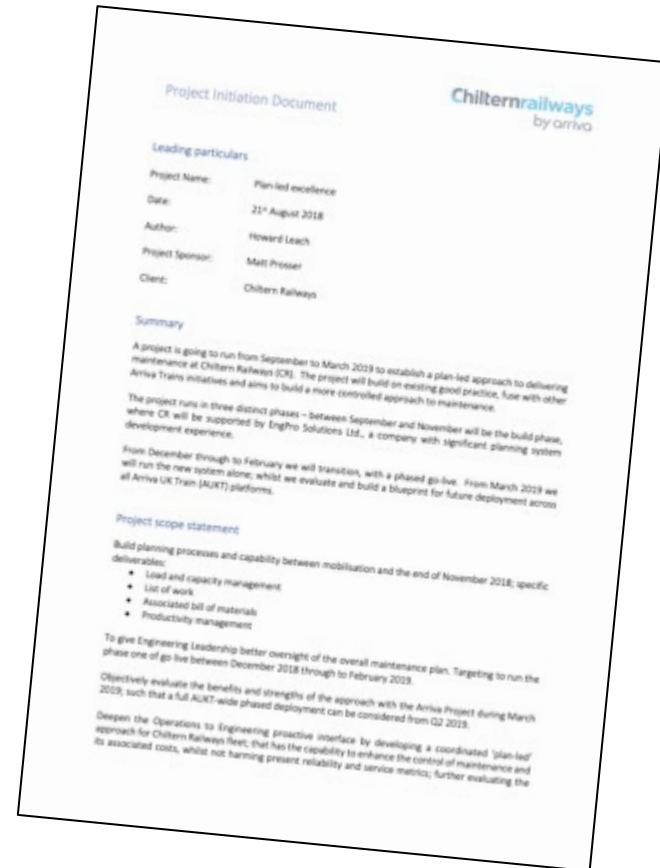 Project Initiation Document
Chilternrailways
by arriva
Leading particulars
Project Name: Plan-led excellence
Date: 21st August 2018
Author: Howard Leach
Project Sponsor: Matt Prosser
Client: Chiltern Railways
Summary
A project is going to run from September to March 2019 to establish a plan-led approach to delivering
maintenance at Chiltern Railways (CR). The project will build on existing good practice, fuse with other
Arriva Trains initiatives and aims to build a more controlled approach to maintenance.
The project runs in three distinct phases – between September and November will be the build phase,
where CR will be supported by EngPro Solutions Ltd., a company with significant planning system
development experience.
From December through to February we will transition, with a phased go-live. From March 2019 we
will run the new system alone; whilst we evaluate and build a blueprint for future deployment across
all Arriva UK Train (AUKT) platforms.
Project scope statement
Build planning processes and capability between mobilisation and the end of November 2018; specific
deliverables:
• Load and capacity management
• List of work
• Associated bill of materials
• Productivity management
To give Engineering Leadership better oversight of the overall maintenance plan. Targeting to run the
phase one of go live between December 2018 through to February 2019.
Objectively evaluate the benefits and strengths of the approach with the Arriva Project during March
2019; such that a full AUKT-wide phased deployment can be considered from Q2 2019.
Deepen the Operations to Engineering proactive interface by developing a coordinated 'plan-led'
approach for Chiltern Railways fleet; that has the capability to enhance the control of maintenance and
its associated costs, whilst not harming present reliability and service metrics; further evaluating the